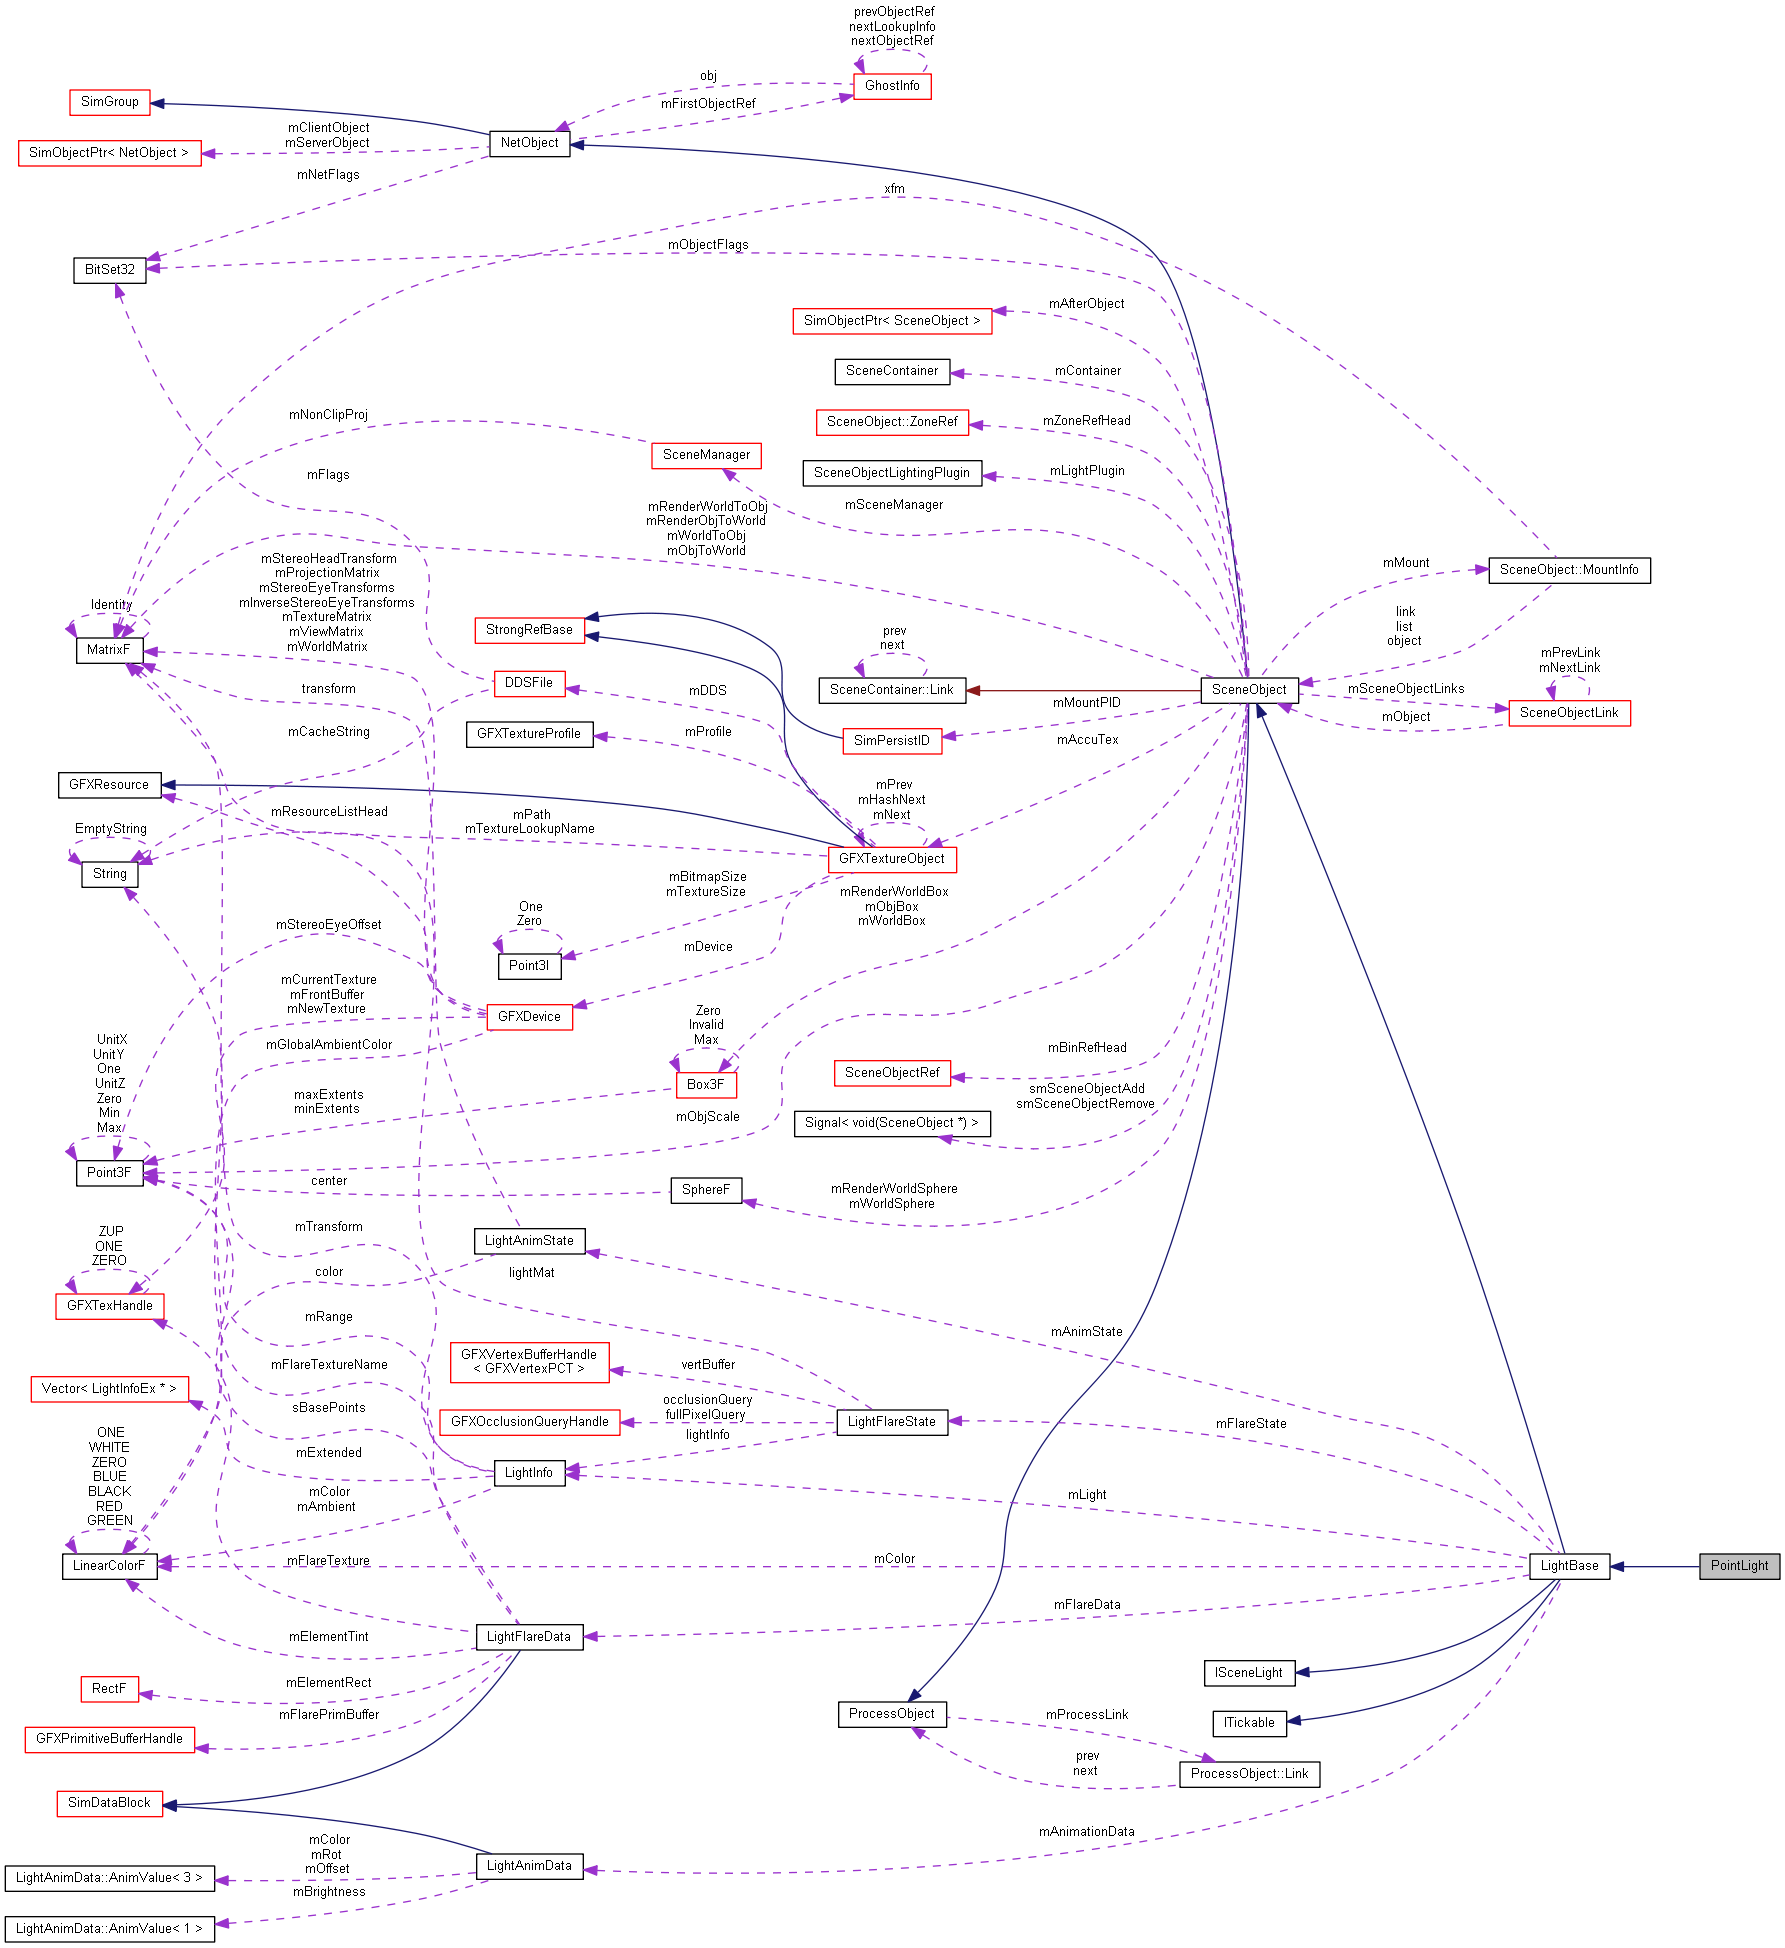 prevObjectRef
nextLookupInfo
nextObjectRef
obj
GhostInfo
SimGroup
mFirstObjectRef
mClientObject
mServerObject
NetObject
SimObjectPtr< NetObject >
mNetFlags
xfm
mObjectFlags
BitSet32
mAfterObject
SimObjectPtr< SceneObject >
mContainer
SceneContainer
mNonClipProj
mZoneRefHead
SceneObject::ZoneRef
SceneManager
mFlags
mLightPlugin
SceneObjectLightingPlugin
mSceneManager
mRenderWorldToObj
mRenderObjToWorld
mWorldToObj
mObjToWorld
mStereoHeadTransform
mProjectionMatrix
mStereoEyeTransforms
mInverseStereoEyeTransforms
mTextureMatrix
mViewMatrix
mWorldMatrix
mMount
SceneObject::MountInfo
Identity
MatrixF
StrongRefBase
link
list
object
prev
next
mPrevLink
mNextLink
transform
DDSFile
mDDS
SceneContainer::Link
SceneObject
mSceneObjectLinks
mMountPID
mObject
SceneObjectLink
mCacheString
GFXTextureProfile
mProfile
SimPersistID
mAccuTex
GFXResource
mPrev
mHashNext
mNext
mResourceListHead
mPath
mTextureLookupName
EmptyString
String
GFXTextureObject
mBitmapSize
mTextureSize
mRenderWorldBox
mObjBox
mWorldBox
One
Zero
mStereoEyeOffset
mDevice
Point3I
mCurrentTexture
mFrontBuffer
mNewTexture
GFXDevice
Zero
Invalid
Max
mGlobalAmbientColor
mBinRefHead
UnitX
UnitY
One
UnitZ
Zero
Min
Max
SceneObjectRef
Box3F
maxExtents
minExtents
smSceneObjectAdd
smSceneObjectRemove
mObjScale
Signal< void(SceneObject *) >
Point3F
center
SphereF
mRenderWorldSphere
mWorldSphere
mTransform
ZUP
ONE
ZERO
LightAnimState
color
lightMat
GFXTexHandle
mRange
mAnimState
GFXVertexBufferHandle
< GFXVertexPCT >
vertBuffer
mFlareTextureName
Vector< LightInfoEx * >
sBasePoints
occlusionQuery
fullPixelQuery
GFXOcclusionQueryHandle
LightFlareState
mFlareState
lightInfo
ONE
WHITE
ZERO
BLUE
BLACK
RED
GREEN
mExtended
LightInfo
mColor
mAmbient
mLight
LinearColorF
mFlareTexture
mColor
LightBase
PointLight
mFlareData
mElementTint
LightFlareData
ISceneLight
RectF
mElementRect
mFlarePrimBuffer
ProcessObject
mProcessLink
ITickable
GFXPrimitiveBufferHandle
prev
next
ProcessObject::Link
SimDataBlock
mColor
mRot
mOffset
mAnimationData
LightAnimData
LightAnimData::AnimValue< 3 >
mBrightness
LightAnimData::AnimValue< 1 >